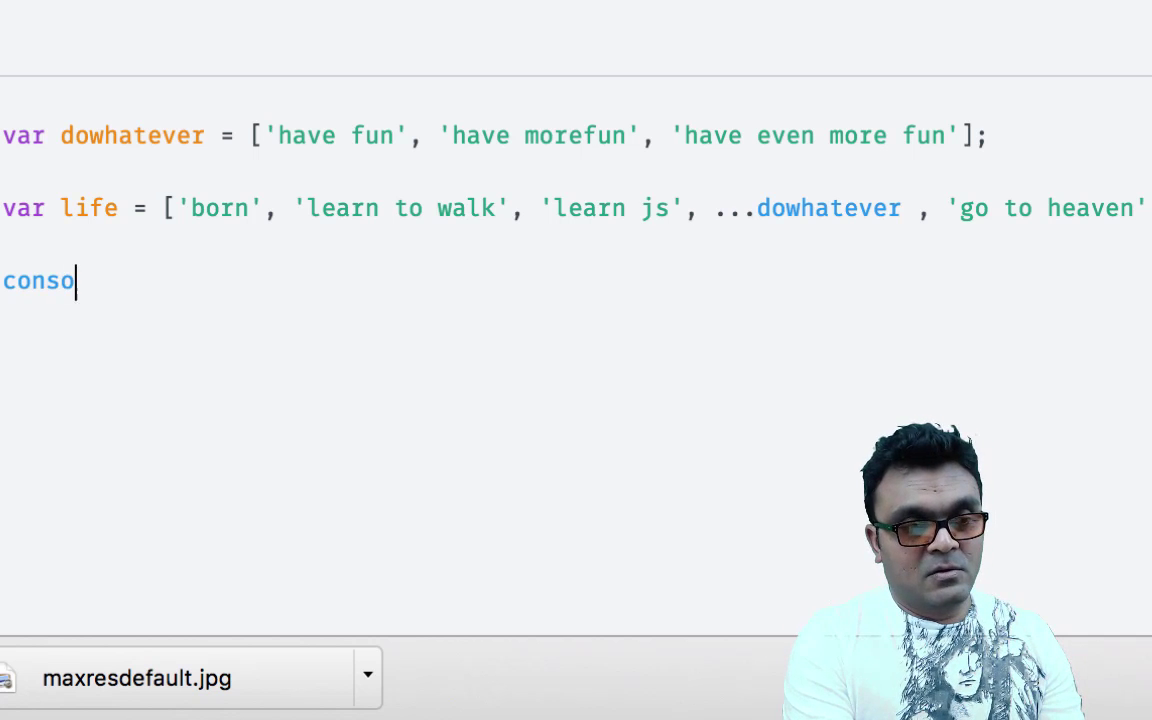 var dowhatever = ['have fun', 'have morefun', 'have even more fun'];
var life = ['born', 'learn to walk', 'learn js', ...dowhatever , 'go to heaven'
conso
maxresdefault.jpg